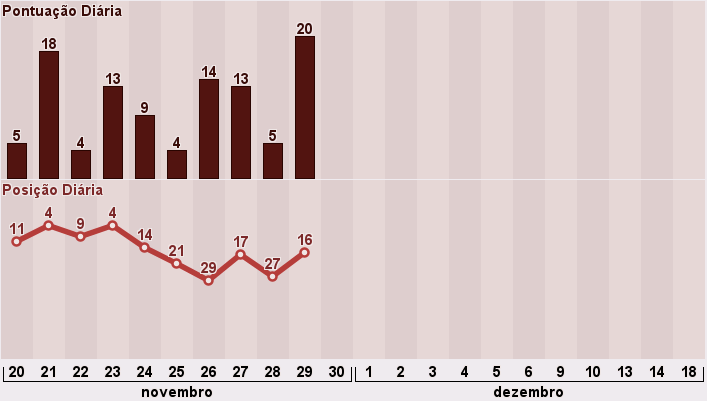 Pontuação Diária
5 18 4 13 9 4 14 13 5 20
Posição Diária
11 4 9 4 14 21 29 17 27 16
20 21 22 23 24 25 26 27 28 29 30 1 2 3 4 5 6 9 10 13 14 18
novembro dezembro